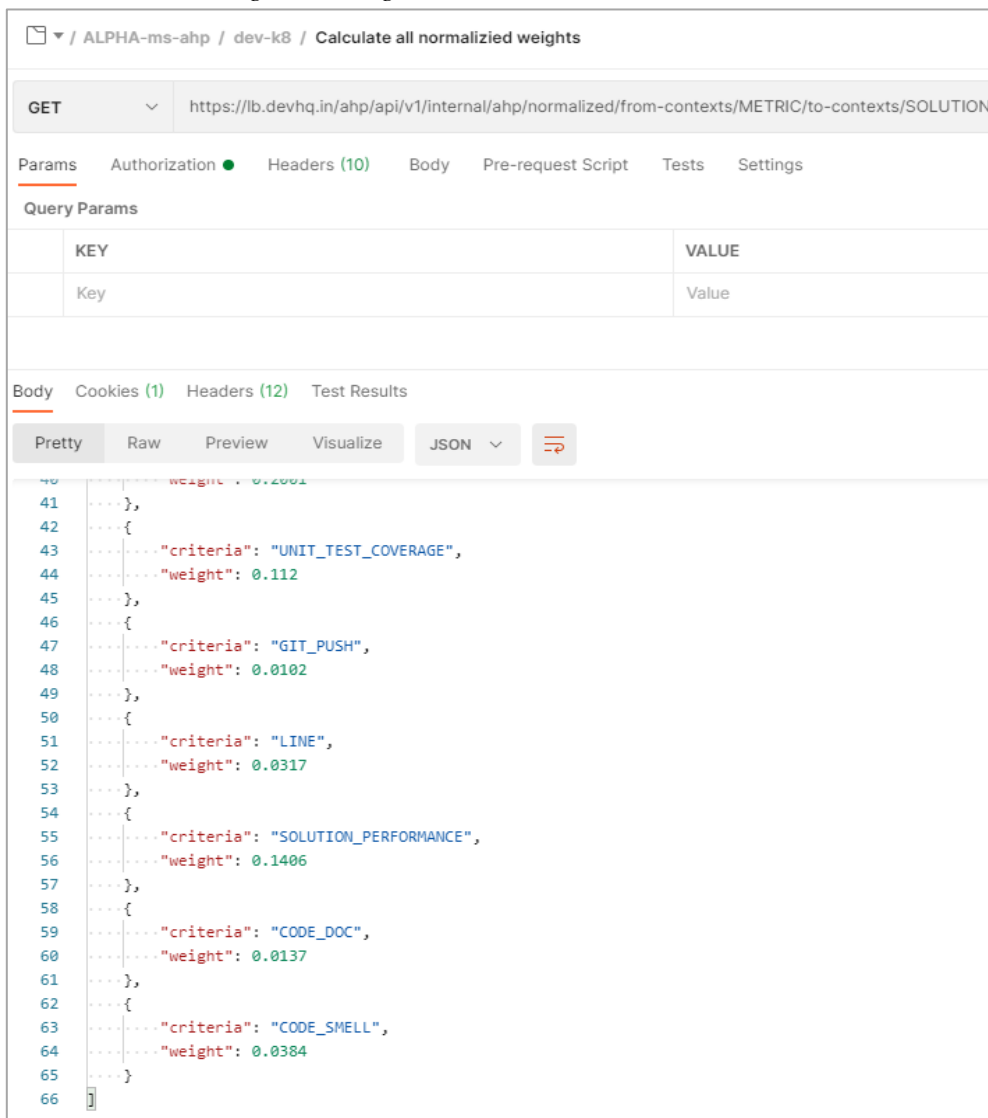 / ALPHA-ms-ahp / dev-k8 / Calculate all normalizied weights
GET https://lb.devhq.in/ahp/api/v1/internal/ahp/normalized/from-contexts/METRIC/to-contexts/SOLUTION
Params Authorization Headers (10) Body Pre-request Script Tests Settings
Query Params
KEY VALUE
Key Value
Body Cookies (1) Headers (12) Test Results
Pretty Raw Preview Visualize JSON
40 "weight": 0.2001
41 },
42 {
43 "criteria": "UNIT_TEST_COVERAGE",
44 "weight": 0.112
45 },
46 {
47 "criteria": "GIT_PUSH",
48 "weight": 0.0102
49 },
50 {
51 "criteria": "LINE",
52 "weight": 0.0317
53 },
54 {
55 "criteria": "SOLUTION_PERFORMANCE",
56 "weight": 0.1406
57 },
58 {
59 "criteria": "CODE_DOC",
60 "weight": 0.0137
61 },
62 {
63 "criteria": "CODE_SMELL",
64 "weight": 0.0384
65 }
66 ]